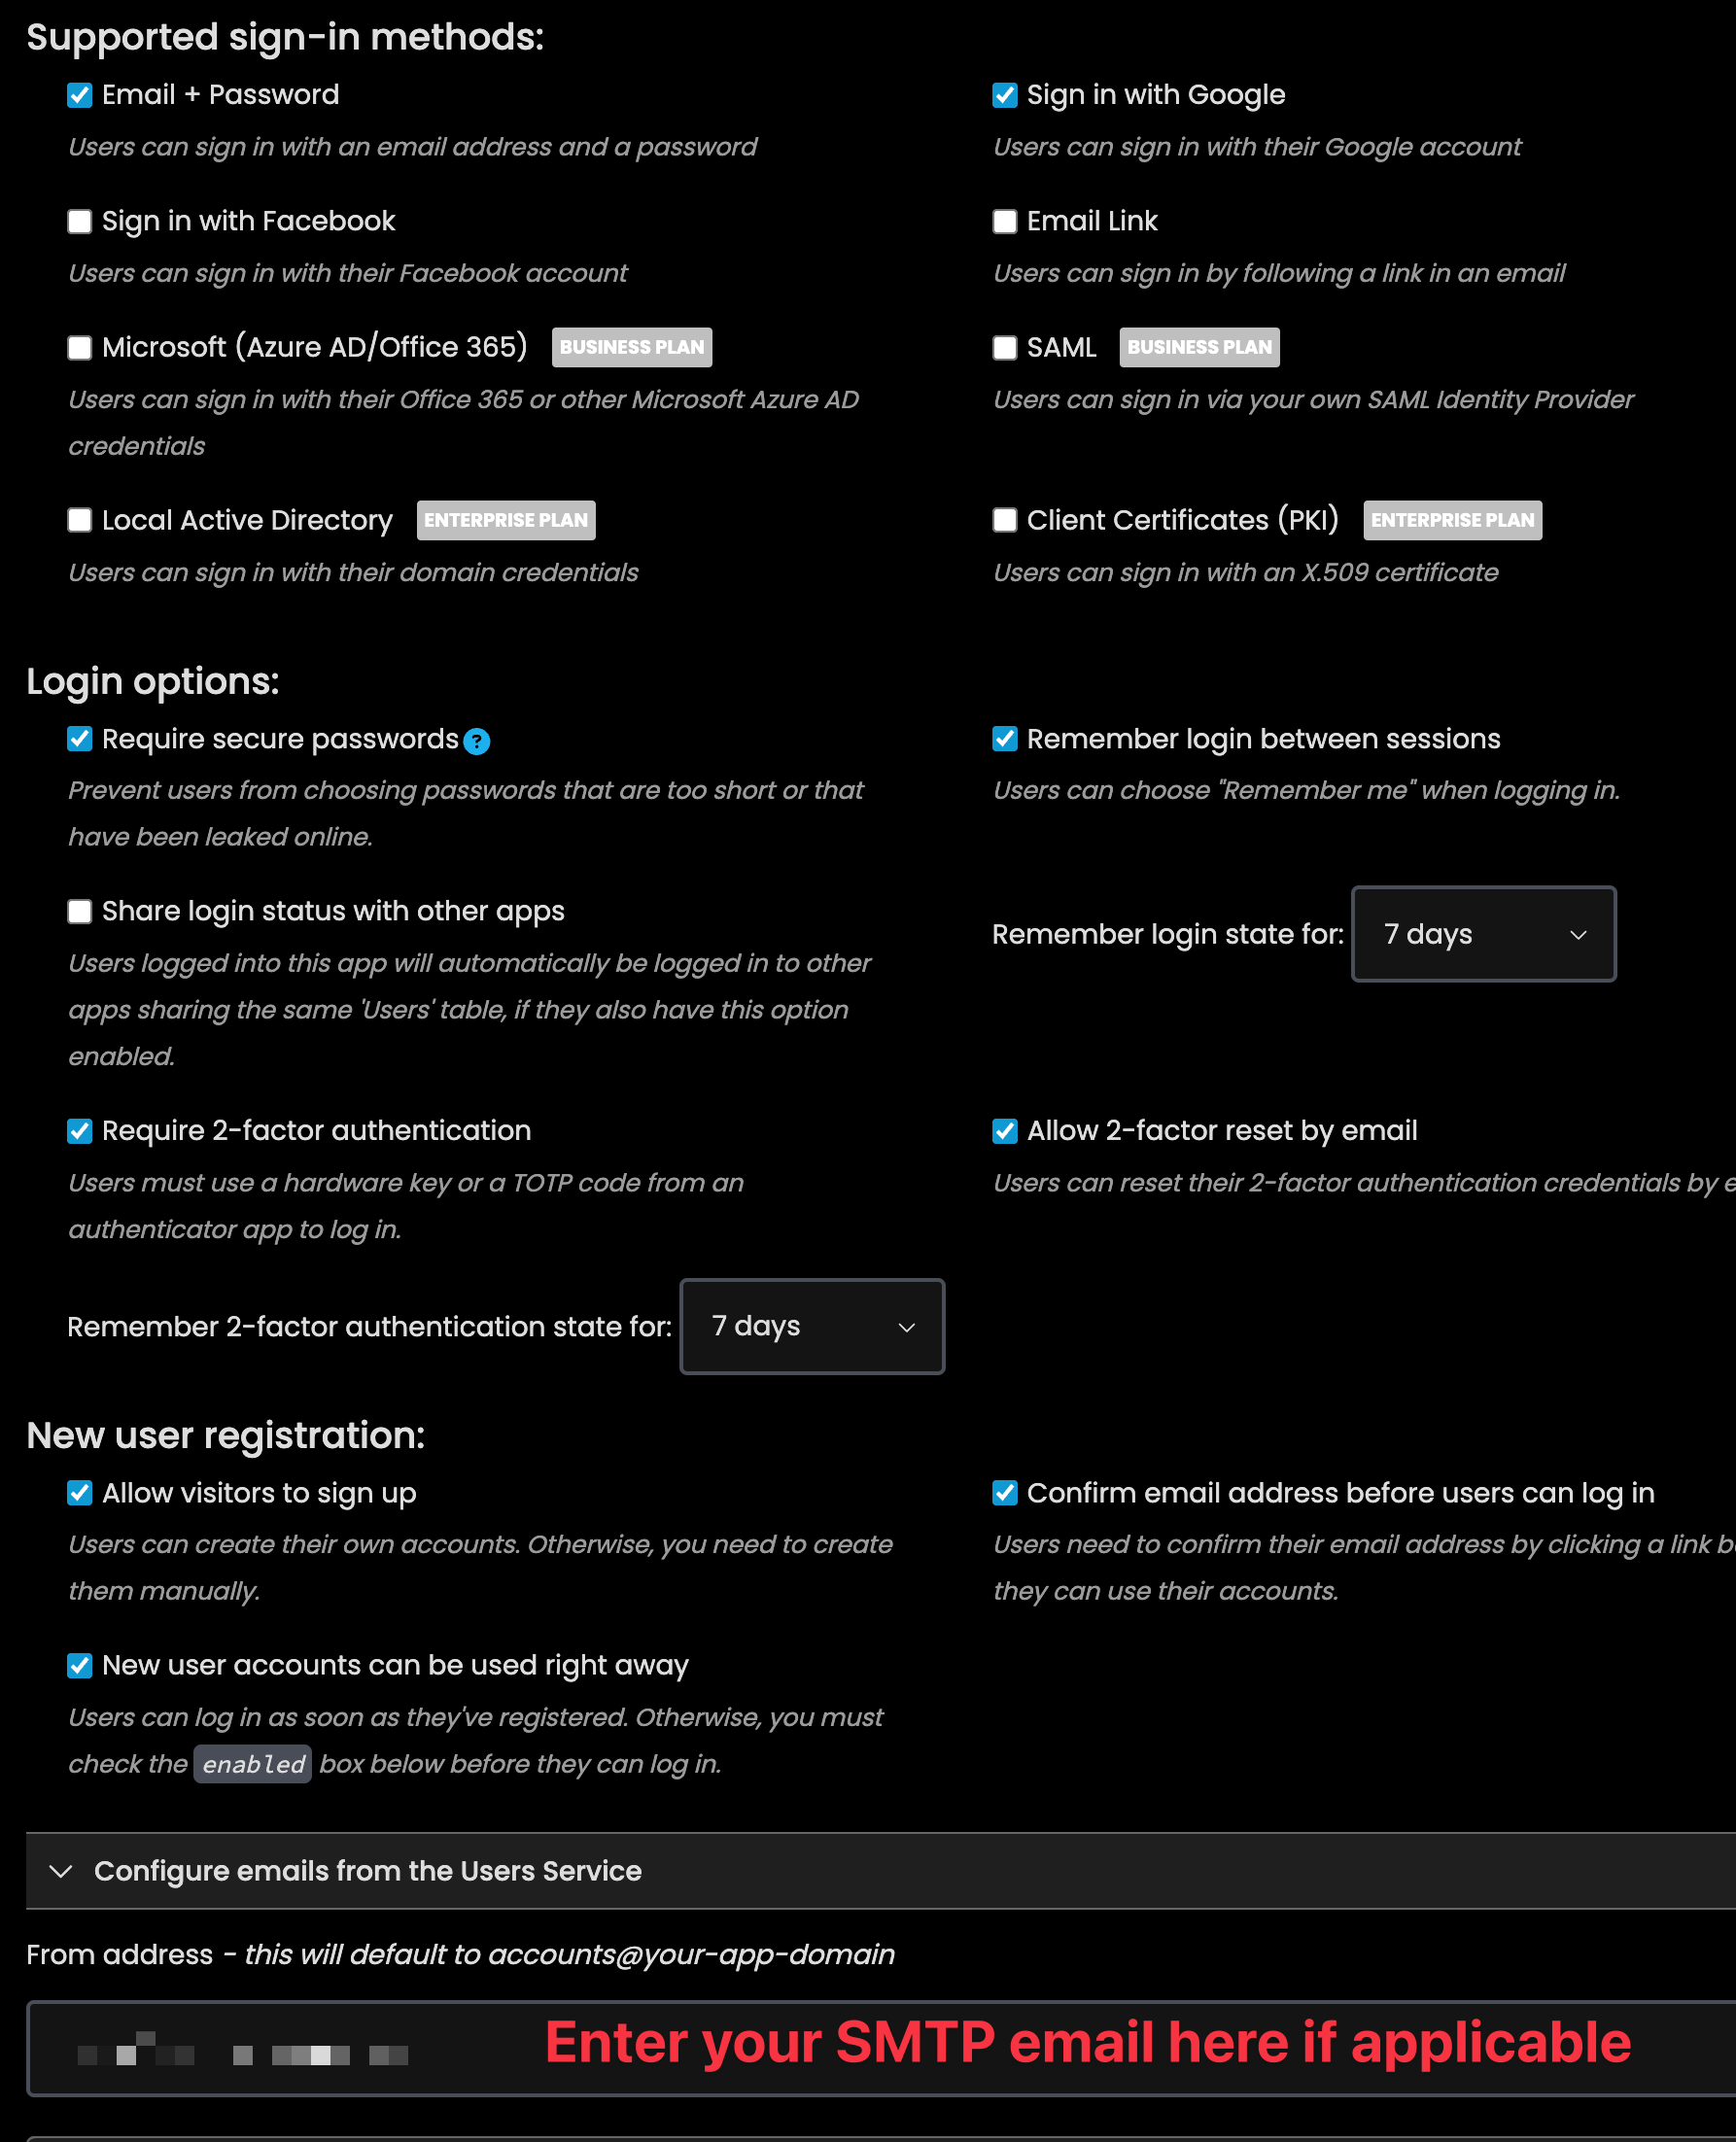 Supported sign-in methods:
Email + Password
Users can sign in with an email address and a password
Sign in with Google
Users can sign in with their Google account
Sign in with Facebook
Users can sign in with their Facebook account
Email Link
Users can sign in by following a link in an email
Microsoft (Azure AD/Office 365) BUSINESS PLAN
Users can sign in with their Office 365 or other Microsoft Azure AD
credentials
SAML BUSINESS PLAN
Users can sign in via your own SAML Identity Provider
Local Active Directory ENTERPRISE PLAN
Users can sign in with their domain credentials
Client Certificates (PKI) ENTERPRISE PLAN
Users can sign in with an X.509 certificate
Login options:
Require secure passwords ?
Prevent users from choosing passwords that are too short or that
have been leaked online.
Remember login between sessions
Users can choose "Remember me" when logging in.
Share login status with other apps
Users logged into this app will automatically be logged in to other
apps sharing the same 'Users' table, if they also have this option
enabled.
Remember login state for: 7 days
Require 2-factor authentication
Users must use a hardware key or a TOTP code from an
authenticator app to log in.
Allow 2-factor reset by email
Users can reset their 2-factor authentication credentials by
Remember 2-factor authentication state for: 7 days
New user registration:
Allow visitors to sign up
Users can create their own accounts. Otherwise, you need to create
them manually.
Confirm email address before users can log in
Users need to confirm their email address by clicking a link
they can use their accounts.
New user accounts can be used right away
Users can log in as soon as they've registered. Otherwise, you must
check the enabled box below before they can log in.
Configure emails from the Users Service
From address - this will default to accounts@your-app-domain
Enter your SMTP email here if applicable